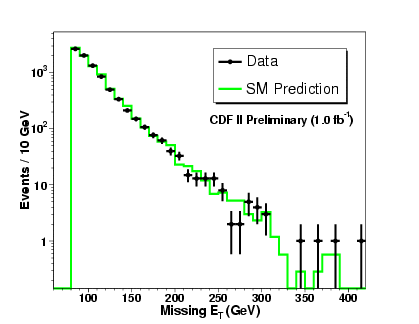 Data
SM Prediction
CDF II Preliminary (1.0 fb⁻¹)
Events / 10 GeV
10³
10²
10
1
100 150 200 250 300 350 400
Missing E_T (GeV)